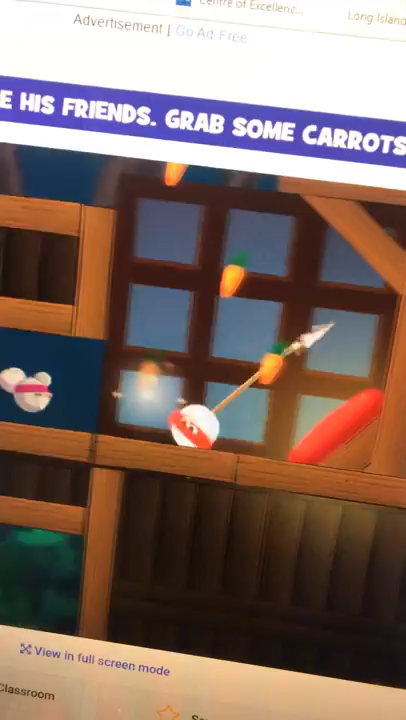 Centre of Excellenc...
Long Island
Advertisement | Go Ad Free
E HIS FRIENDS. GRAB SOME CARROTS
View in full screen mode
Classroom